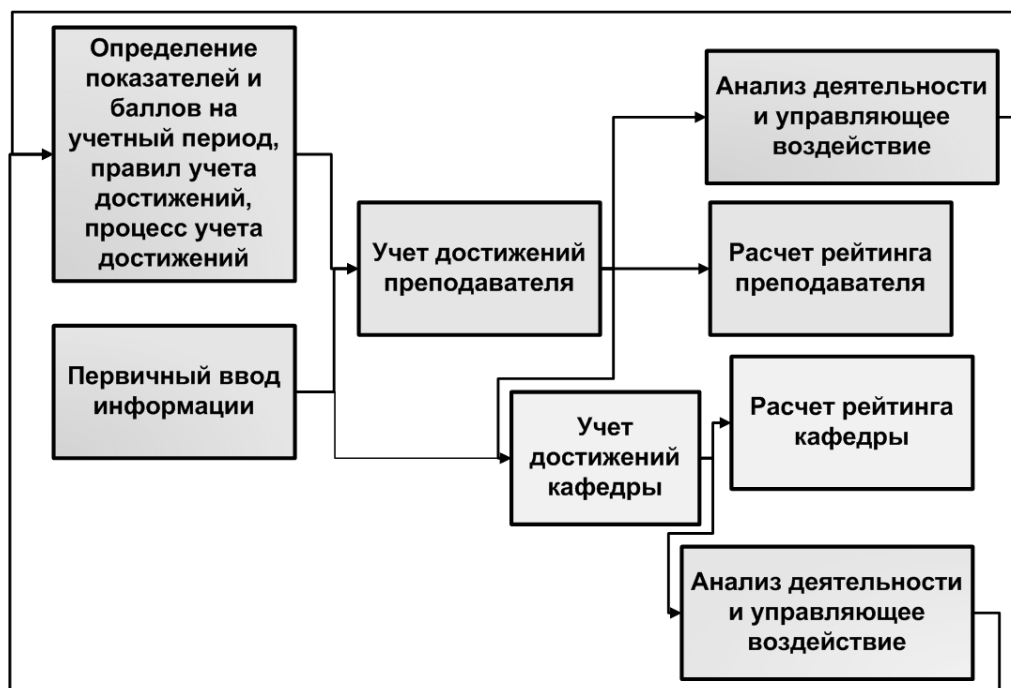 Определение
показателей и
баллов на
учетный период,
правил учета
достижений,
процесс учета
достижений
Анализ деятельности
и управляющее
воздействие
Учет достижений
преподавателя
Расчет рейтинга
преподавателя
Первичный ввод
информации
Учет
достижений
кафедры
Расчет рейтинга
кафедры
Анализ деятельности
и управляющее
воздействие